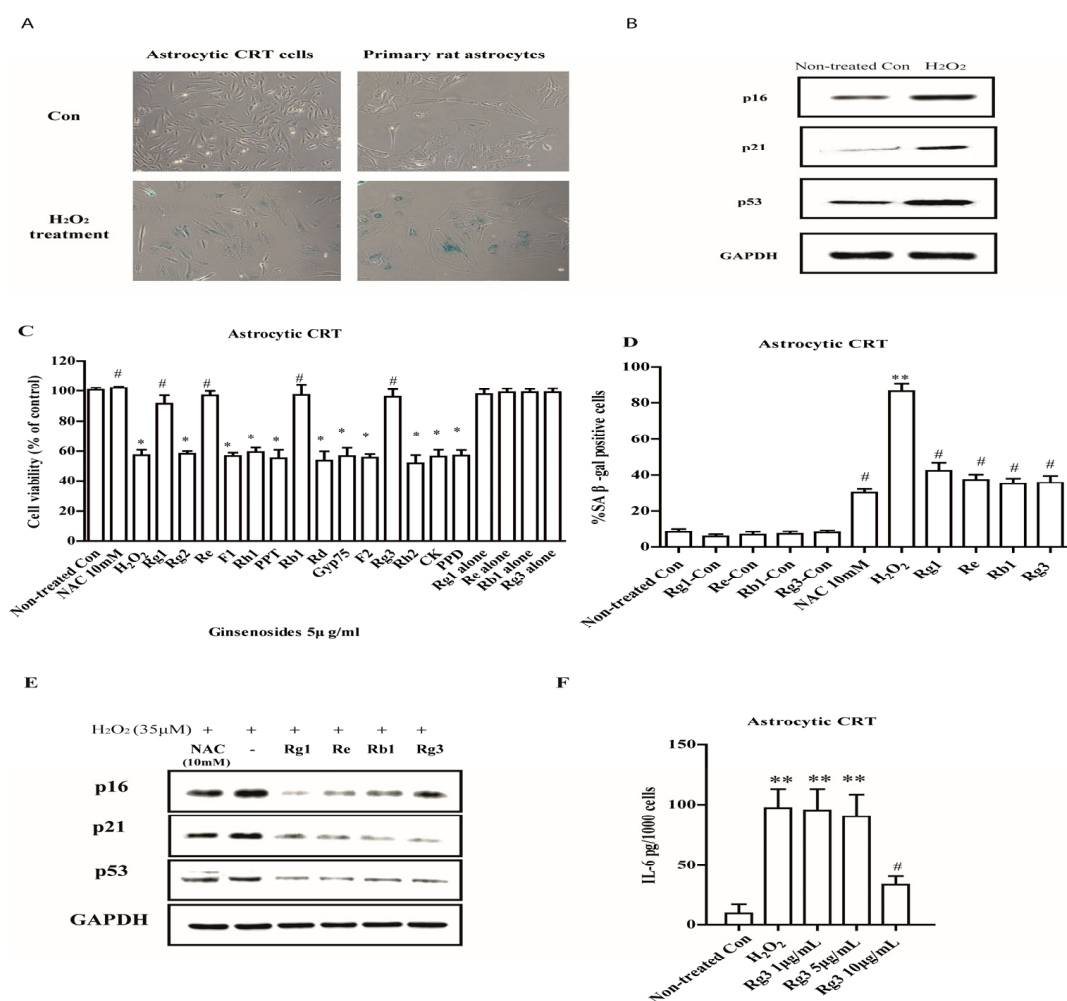 A
Astrocytic CRT cells
Primary rat astrocytes
Con
H₂O₂
treatment
B
Non-treated Con
H₂O₂
p16
p21
p53
GAPDH
C
Astrocytic CRT
Cell viability (% of control)
120
100
80
60
40
20
0
#
*
#
*
#
*
*
*
#
*
*
*
#
*
*
*
Non-treated Con
NAC 10mM
H₂O₂
Rg1
Rg2
Re
F1
Rh1
PPT
Rb1
Rd
Gyp75
F2
Rg3
Rh2
CK
PPD
Rg1 alone
Re alone
Rb1 alone
Rg3 alone
Ginsenosides 5μ g/ml
D
Astrocytic CRT
%SA β -gal positive cells
100
80
60
40
20
0
#
**
#
#
#
#
Non-treated Con
Rg1-Con
Re-Con
Rb1-Con
Rg3-Con
NAC 10mM
H₂O₂
Rg1
Re
Rb1
Rg3
E
H₂O₂ (35μM) + + + + + +
NAC - Rg1 Re Rb1 Rg3
(10mM)
p16
p21
p53
GAPDH
F
Astrocytic CRT
IL-6 pg/1000 cells
150
100
50
0
** ** **
#
Non-treated Con
H₂O₂
Rg3 1μg/mL
Rg3 5μg/mL
Rg3 10μg/mL